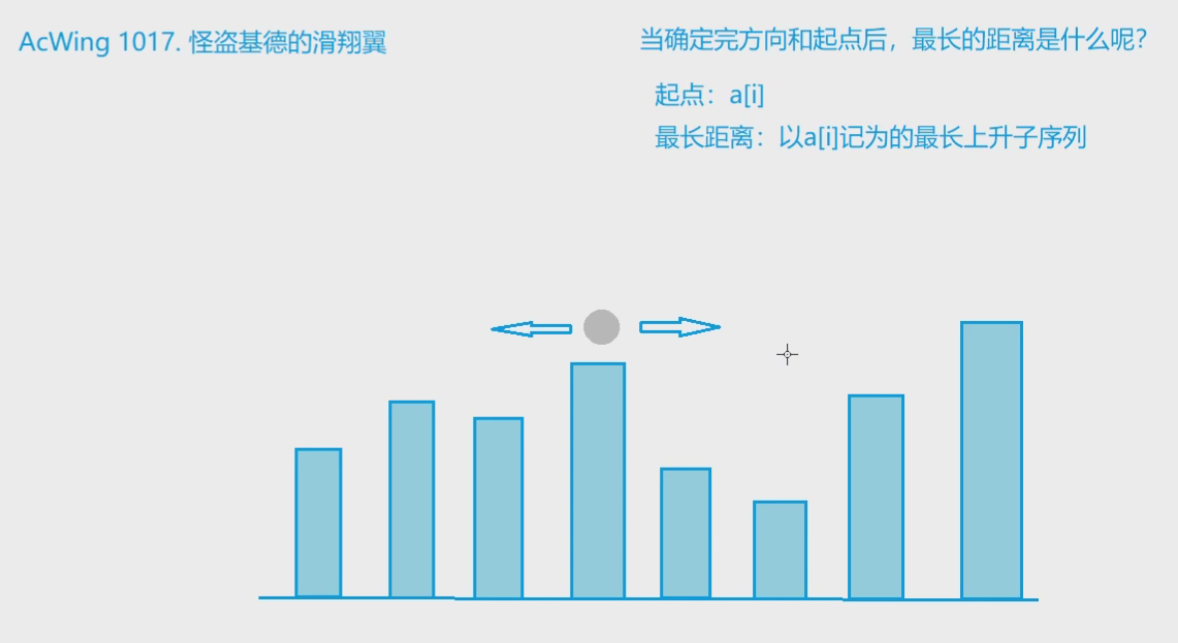 AcWing 1017. 怪盗基德的滑翔翼
当确定完方向和起点后，最长的距离是什么呢?
起点：a[i]
最长距离：以a[i]记为的最长上升子序列